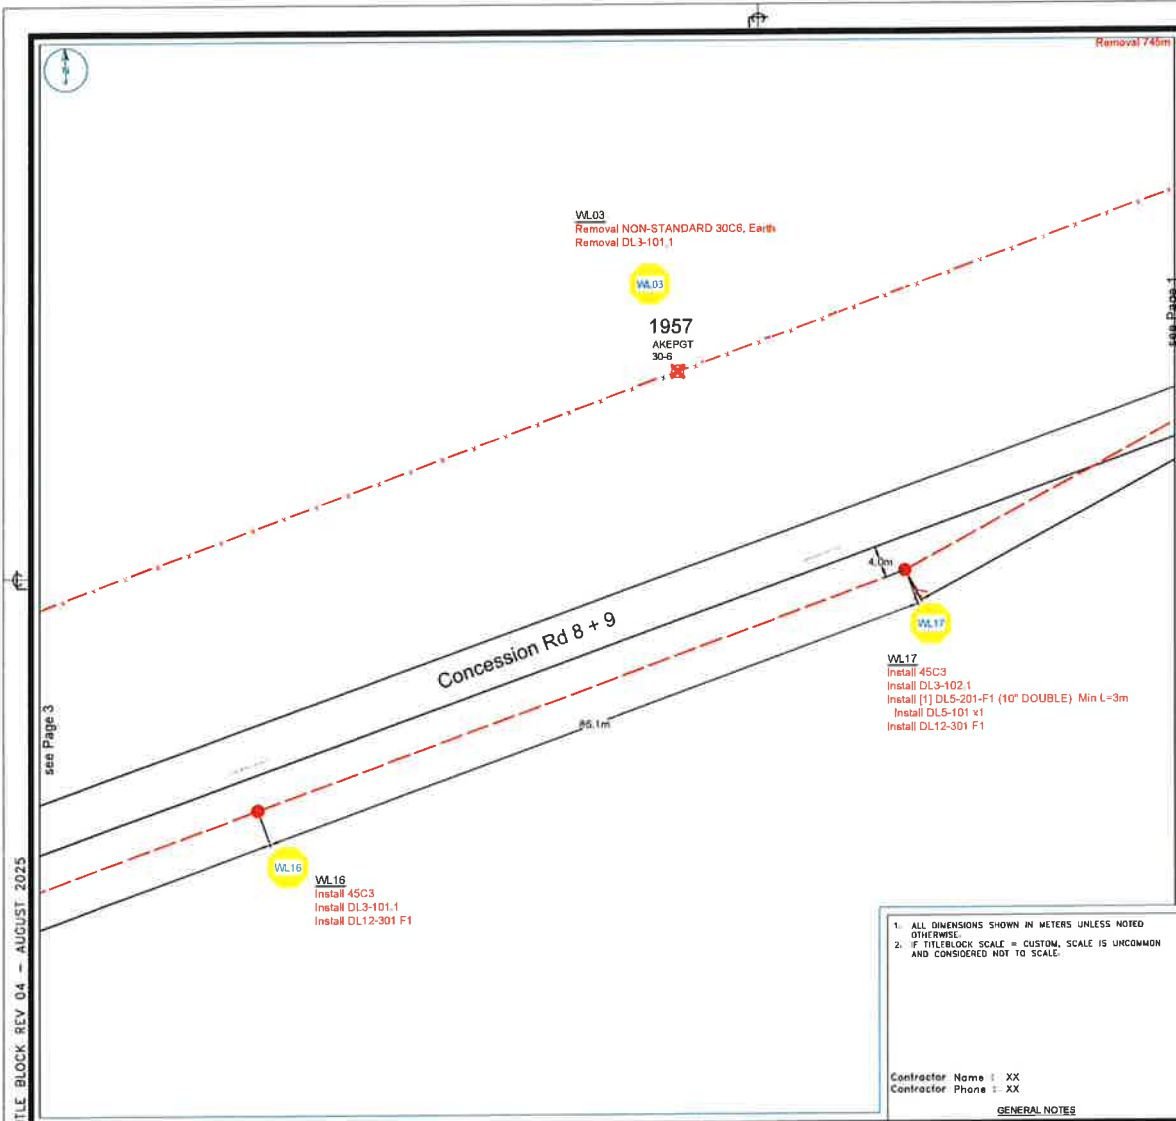 N
Removal 745m
WL03
Removal NON-STANDARD 30C6, Earth
Removal DL3-101.1
WL03
1957
AKEPGT
30-6
see Page 1
4.0m
Concession Rd 8 + 9
WL17
WL17
Install 45C3
Install DL3-102.1
Install [1] DL5-201-F1 (10" DOUBLE) Min L=3m
Install DL5-101 x1
Install DL12-301 F1
see Page 3
86.1m
WL16
WL16
Install 45C3
Install DL3-101.1
Install DL12-301 F1
TLE BLOCK REV 04 - AUGUST 2025
1. ALL DIMENSIONS SHOWN IN METERS UNLESS NOTED
OTHERWISE.
2. IF TITLEBLOCK SCALE = CUSTOM, SCALE IS UNCOMMON
AND CONSIDERED NOT TO SCALE.
Contractor Name : XX
Contractor Phone : XX
GENERAL NOTES